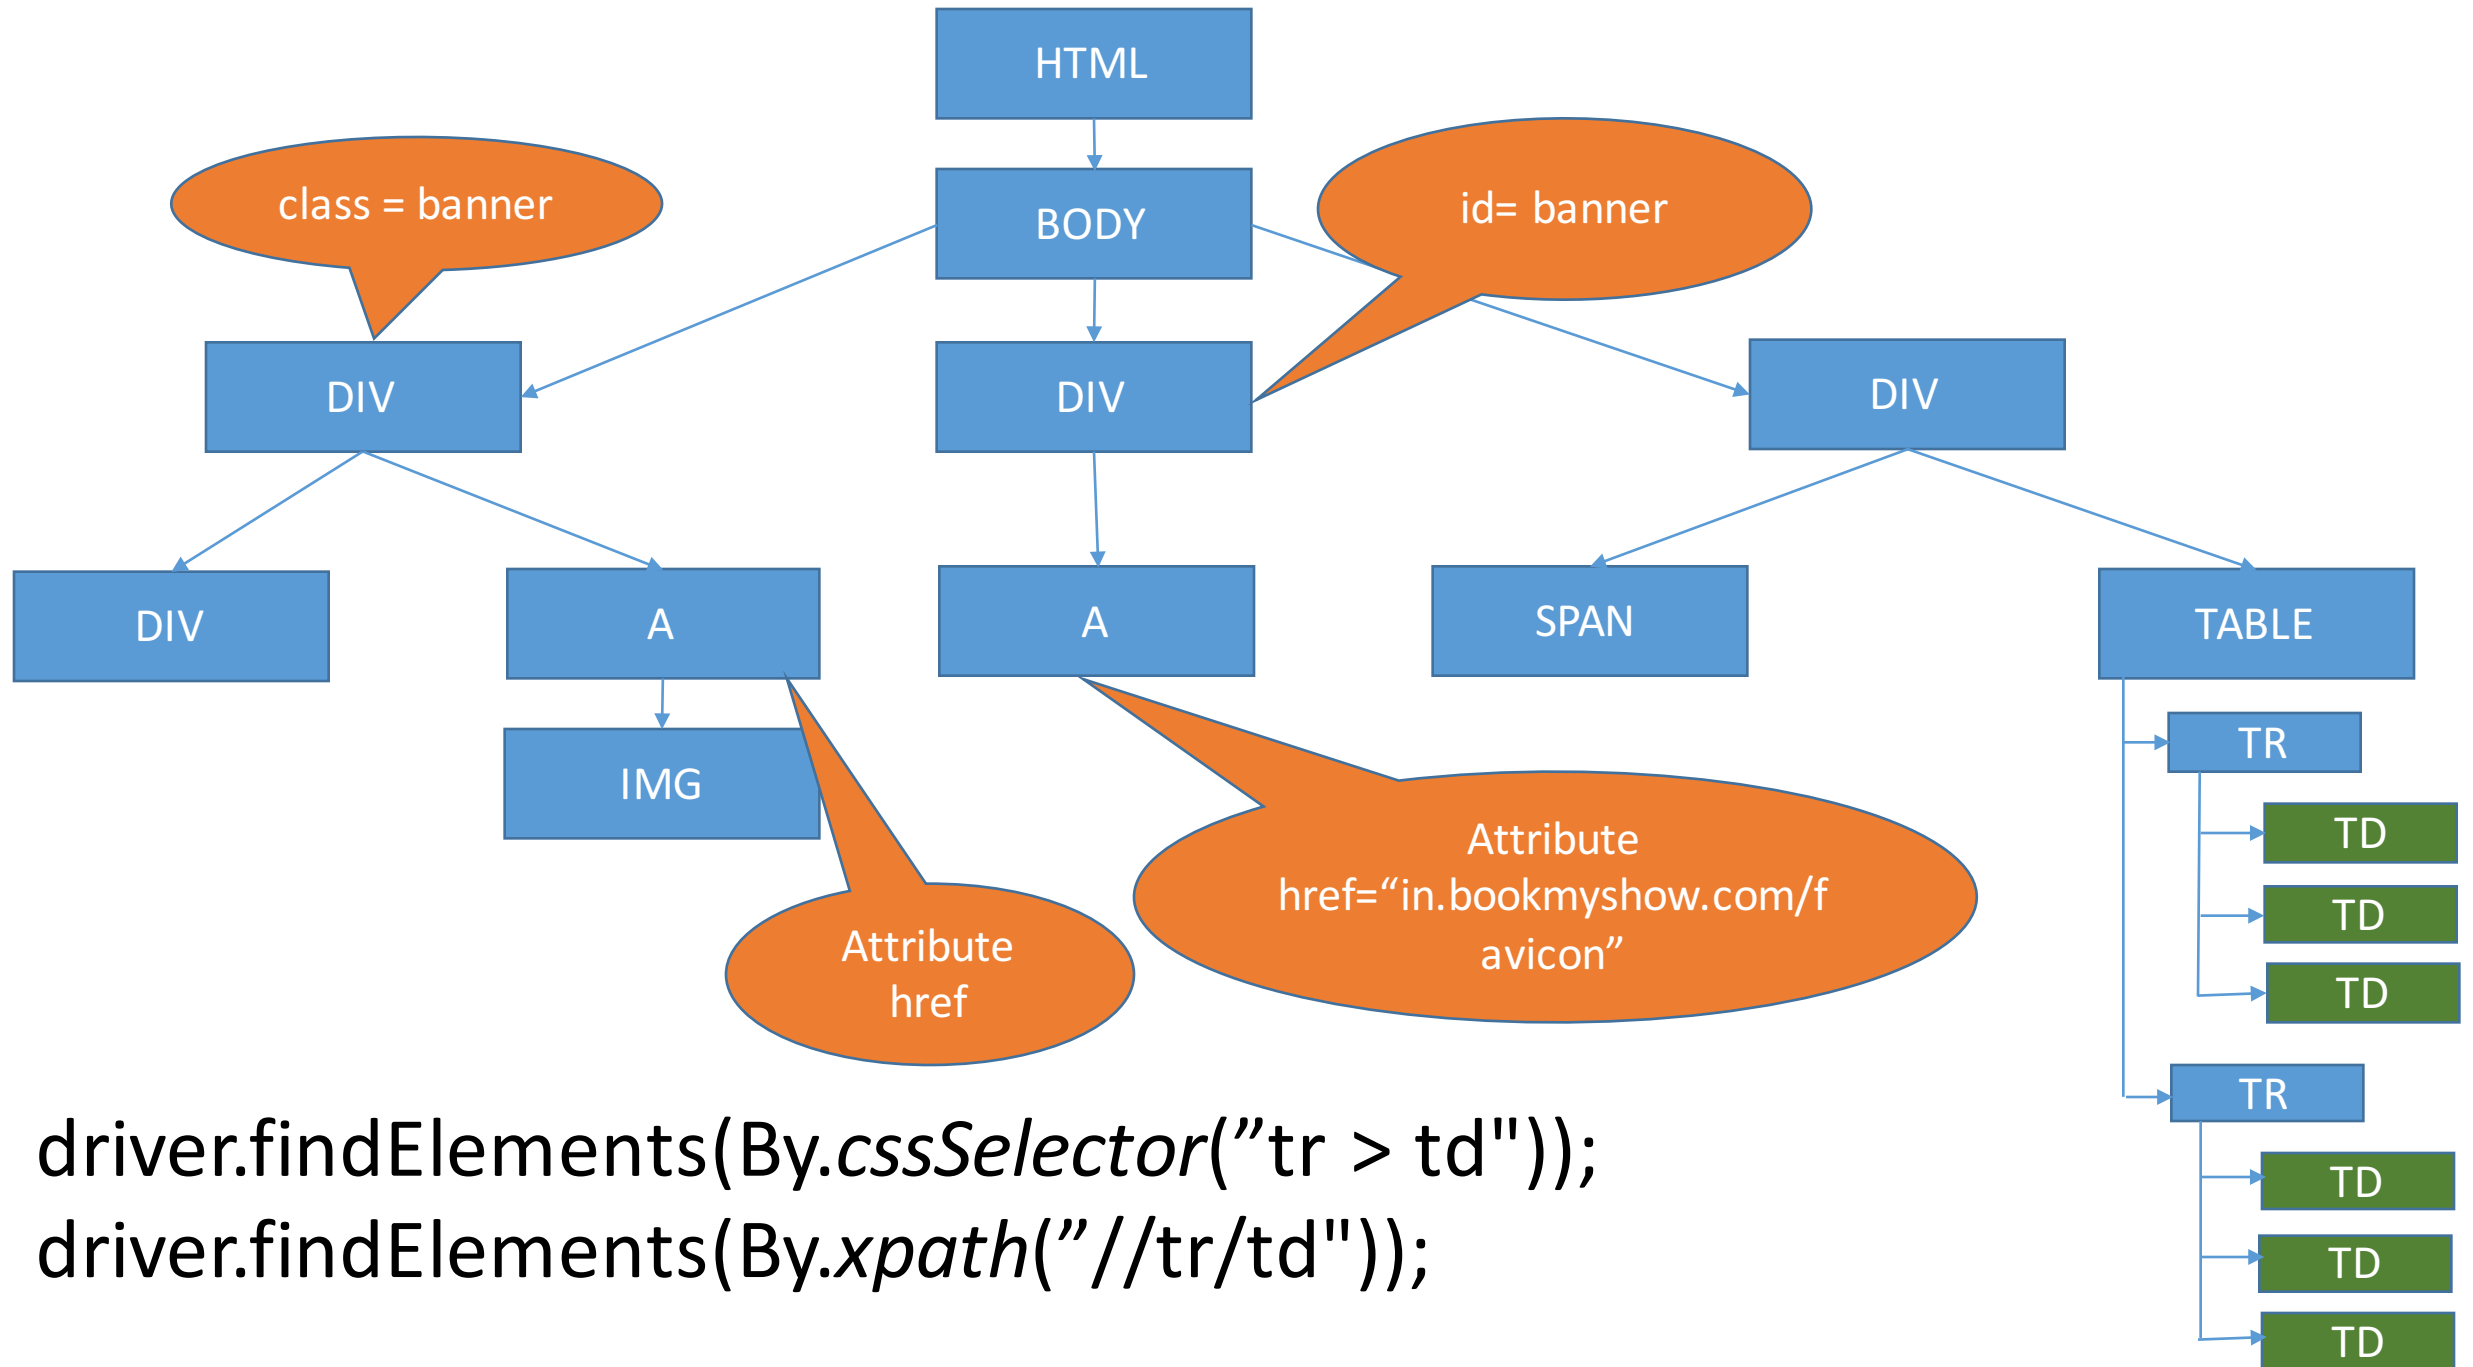 HTML
class = banner
BODY
id= banner
DIV
DIV
DIV
DIV
A
A
SPAN
TABLE
IMG
TR
TD
TD
TD
Attribute
href
Attribute
href=“in.bookmyshow.com/f
avicon”
TR
TD
TD
TD
driver.findElements(By.cssSelector(”tr > td"));
driver.findElements(By.xpath(”//tr/td"));